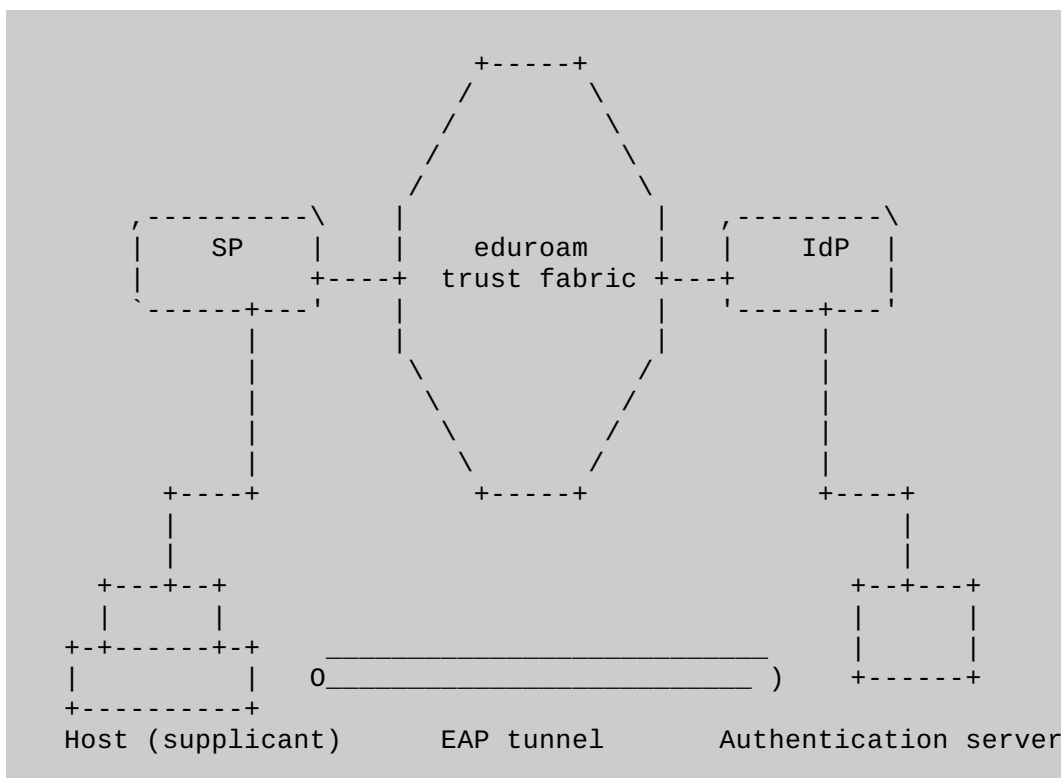 SP
eduroam
IdP
trust fabric
Host (supplicant)
EAP tunnel
Authentication server